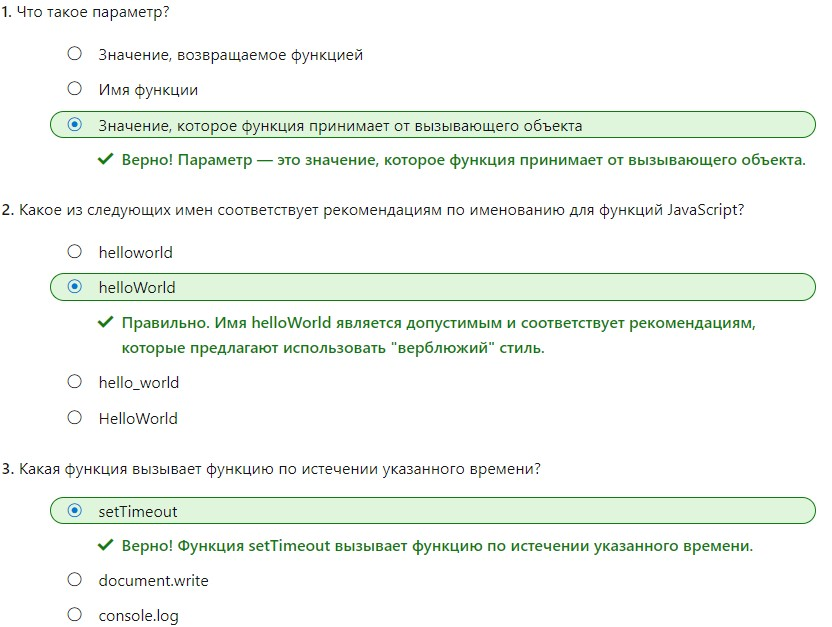 1. Что такое параметр?
Значение, возвращаемое функцией
Имя функции
Значение, которое функция принимает от вызывающего объекта
Верно! Параметр — это значение, которое функция принимает от вызывающего объекта.
2. Какое из следующих имен соответствует рекомендациям по именованию для функций JavaScript?
helloworld
helloWorld
Правильно. Имя helloWorld является допустимым и соответствует рекомендациям,
которые предлагают использовать "верблюжий" стиль.
hello_world
HelloWorld
3. Какая функция вызывает функцию по истечении указанного времени?
setTimeout
Верно! Функция setTimeout вызывает функцию по истечении указанного времени.
document.write
console.log